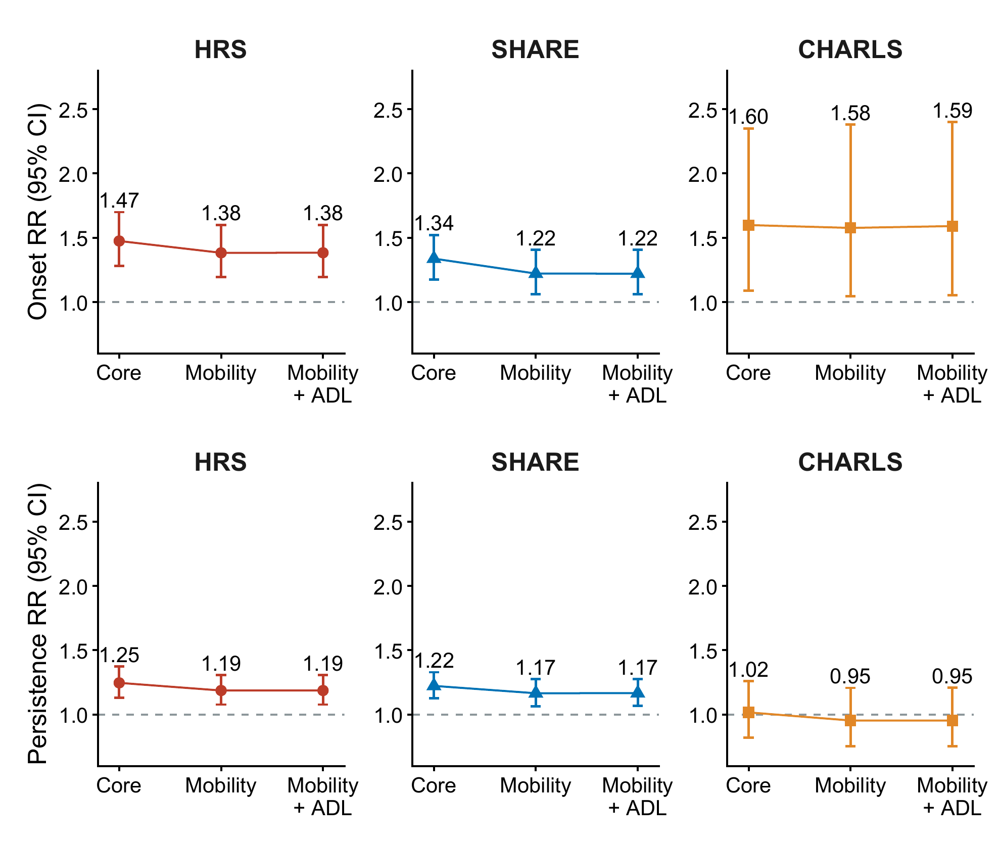 HRS
SHARE
CHARLS
Onset RR (95% CI)
2.5
2.0
1.5
1.0
1.47
1.38
1.38
Core
Mobility
Mobility
+ ADL
2.5
2.0
1.5
1.0
1.34
1.22
1.22
Core
Mobility
Mobility
+ ADL
2.5
2.0
1.5
1.0
1.60
1.58
1.59
Core
Mobility
Mobility
+ ADL
HRS
SHARE
CHARLS
Persistence RR (95% CI)
2.5
2.0
1.5
1.0
1.25
1.19
1.19
Core
Mobility
Mobility
+ ADL
2.5
2.0
1.5
1.0
1.22
1.17
1.17
Core
Mobility
Mobility
+ ADL
2.5
2.0
1.5
1.0
1.02
0.95
0.95
Core
Mobility
Mobility
+ ADL